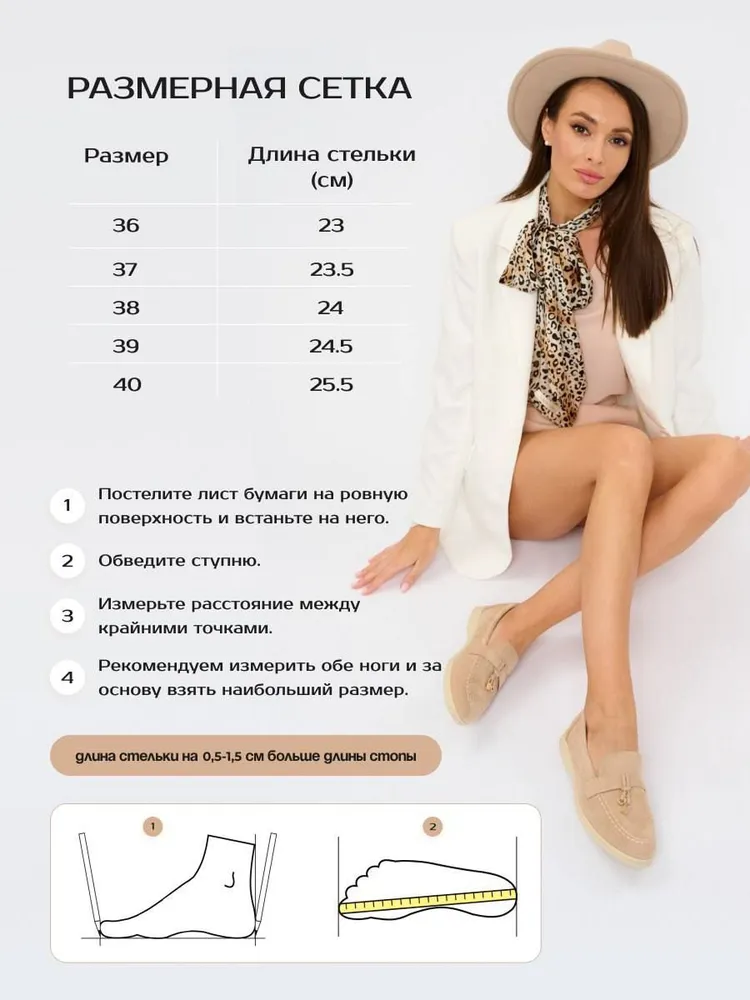 РАЗМЕРНАЯ СЕТКА
Размер
Длина стельки
(см)
36 23
37 23.5
38 24
39 24.5
40 25.5
1 Постелите лист бумаги на ровную
поверхность и встаньте на него.
2 Обведите ступню.
3 Измерьте расстояние между
крайними точками.
4 Рекомендуем измерить обе ноги и за
основу взять наибольший размер.
длина стельки на 0,5-1,5 см больше длины стопы
1 2